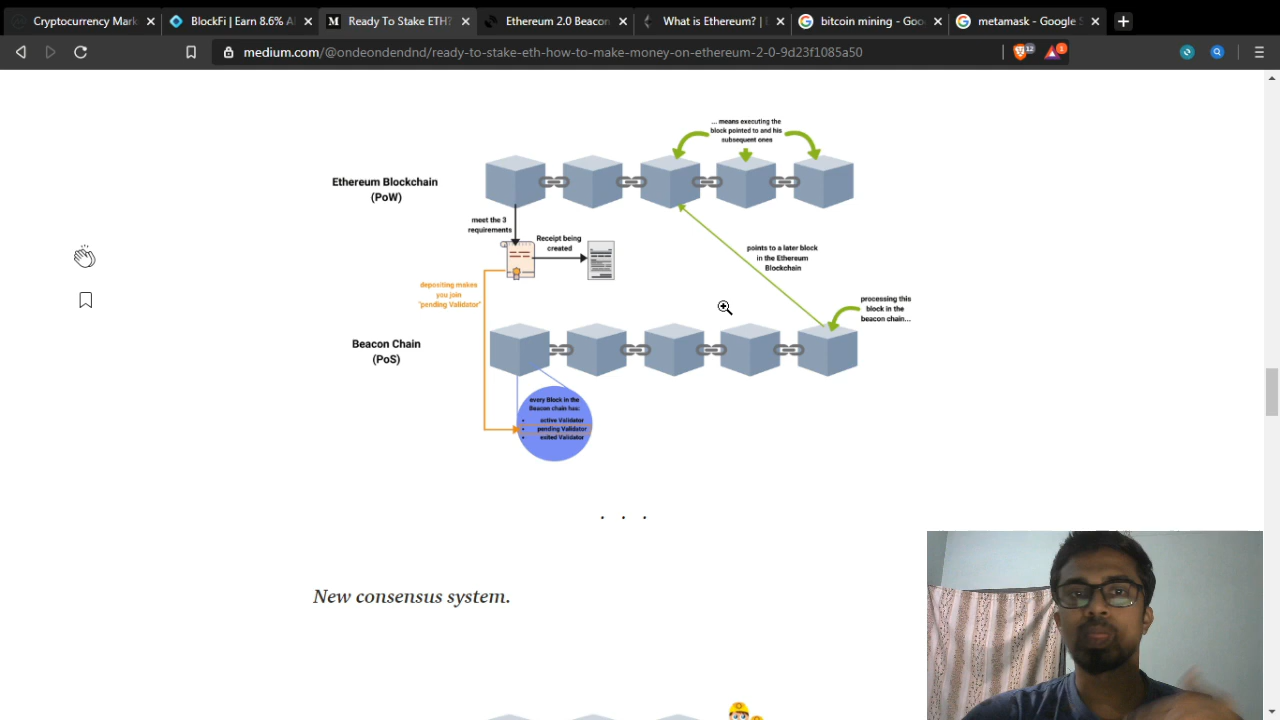 Cryptocurrency Mark
BlockFi | Earn 8.6% A
Ready To Stake ETH?
Ethereum 2.0 Beacon
What is Ethereum? | E
bitcoin mining - Goo
metamask - Google S
medium.com/@ondeondendnd/ready-to-stake-eth-how-to-make-money-on-ethereum-2-0-9d23f1085a50
12
1
... means executing the
block pointed to and his
subsequent ones
Ethereum Blockchain
(PoW)
meet the 3
requirements
Receipt being
created
points to a later block
in the Ethereum
Blockchain
depositing makes
you join
"pending Validator"
processing this
block in the
beacon chain...
Beacon Chain
(PoS)
every Block in the
Beacon chain has:
• active Validator
• pending Validator
• exited Validator
. . .
New consensus system.